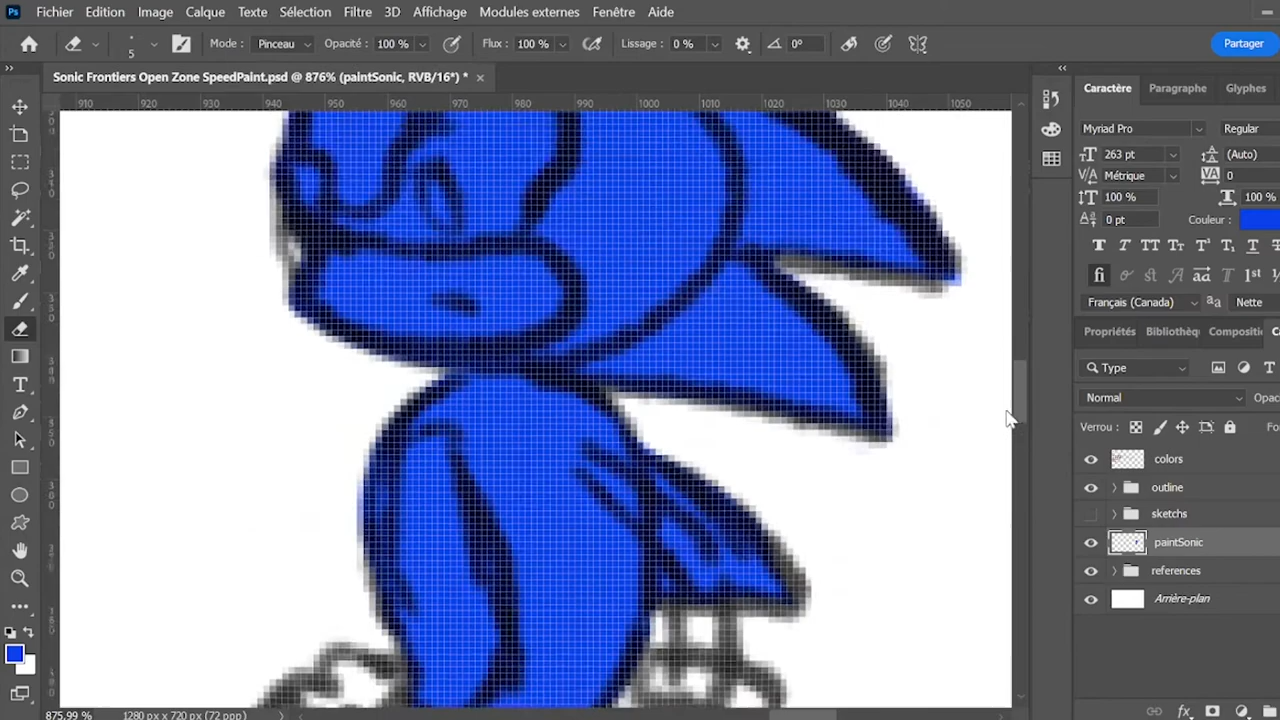 Ps Fichier Edition Image Calque Texte Sélection Filtre 3D Affichage Modules externes Fenêtre Aide
5 Mode : Pinceau Opacité : 100 % Flux : 100 % Lissage : 0 % 0° Partager
Sonic Frontiers Open Zone SpeedPaint.psd @ 876% (paintSonic, RVB/16*) *
910 920 930 940 950 960 970 980 990 1000 1010 1020 1030 1040 1050
Caractère Paragraphe Glyphes
Myriad Pro Regular
263 pt (Auto)
Métrique 0
100 % 100 %
0 pt Couleur :
Français (Canada) Nette
Propriétés
Type
Normal
Verrou :
colors
outline
sketchs
paintSonic
references
Arrière-plan
875,99 % 1280 px x 720 px (72 ppp)